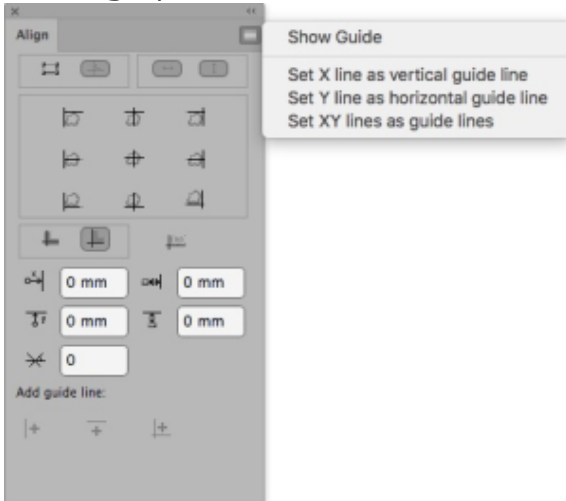 Align
Show Guide
Set X line as vertical guide line
Set Y line as horizontal guide line
Set XY lines as guide lines
0 mm
0 mm
0 mm
0 mm
0
Add guide line: